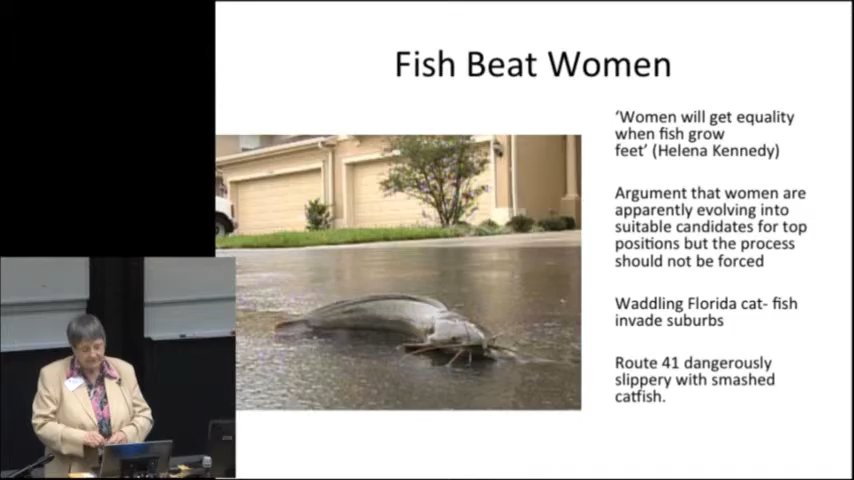 Fish Beat Women
‘Women will get equality
when fish grow
feet’ (Helena Kennedy)
Argument that women are
apparently evolving into
suitable candidates for top
positions but the process
should not be forced
Waddling Florida cat- fish
invade suburbs
Route 41 dangerously
slippery with smashed
catfish.